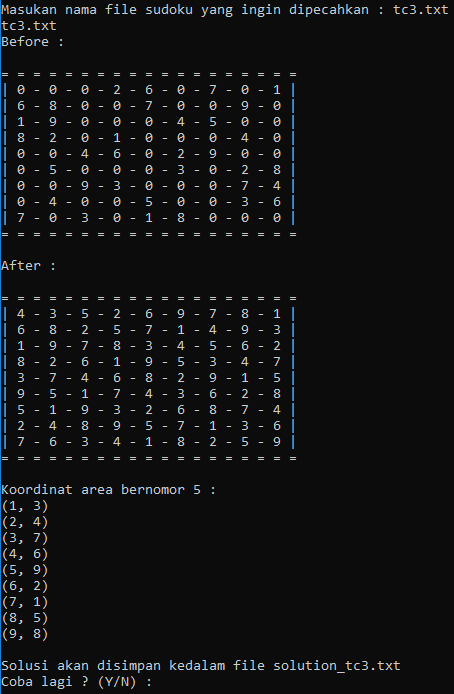 Masukan nama file sudoku yang ingin dipecahkan : tc3.txt
tc3.txt
Before :
= = = = = = = = = = = = = = = = = = =
| 0 - 0 - 0 - 2 - 6 - 0 - 7 - 0 - 1 |
| 6 - 8 - 0 - 0 - 7 - 0 - 0 - 9 - 0 |
| 1 - 9 - 0 - 0 - 0 - 4 - 5 - 0 - 0 |
| 8 - 2 - 0 - 1 - 0 - 0 - 0 - 4 - 0 |
| 0 - 0 - 4 - 6 - 0 - 2 - 9 - 0 - 0 |
| 0 - 5 - 0 - 0 - 0 - 3 - 0 - 2 - 8 |
| 0 - 0 - 9 - 3 - 0 - 0 - 0 - 7 - 4 |
| 0 - 4 - 0 - 0 - 5 - 0 - 0 - 3 - 6 |
| 7 - 0 - 3 - 0 - 1 - 8 - 0 - 0 - 0 |
= = = = = = = = = = = = = = = = = = =
After :
= = = = = = = = = = = = = = = = = = =
| 4 - 3 - 5 - 2 - 6 - 9 - 7 - 8 - 1 |
| 6 - 8 - 2 - 5 - 7 - 1 - 4 - 9 - 3 |
| 1 - 9 - 7 - 8 - 3 - 4 - 5 - 6 - 2 |
| 8 - 2 - 6 - 1 - 9 - 5 - 3 - 4 - 7 |
| 3 - 7 - 4 - 6 - 8 - 2 - 9 - 1 - 5 |
| 9 - 5 - 1 - 7 - 4 - 3 - 6 - 2 - 8 |
| 5 - 1 - 9 - 3 - 2 - 6 - 8 - 7 - 4 |
| 2 - 4 - 8 - 9 - 5 - 7 - 1 - 3 - 6 |
| 7 - 6 - 3 - 4 - 1 - 8 - 2 - 5 - 9 |
= = = = = = = = = = = = = = = = = = =
Koordinat area bernomor 5 :
(1, 3)
(2, 4)
(3, 7)
(4, 6)
(5, 9)
(6, 2)
(7, 1)
(8, 5)
(9, 8)
Solusi akan disimpan kedalam file solution_tc3.txt
Coba lagi ? (Y/N) :